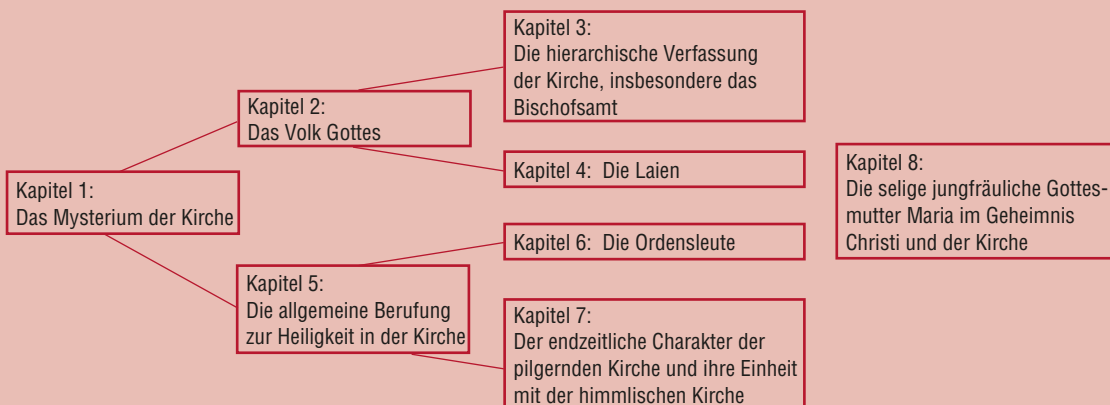 Kapitel 1:
Das Mysterium der Kirche
Kapitel 2:
Das Volk Gottes
Kapitel 3:
Die hierarchische Verfassung
der Kirche, insbesondere das
Bischofsamt
Kapitel 4:  Die Laien
Kapitel 5:
Die allgemeine Berufung
zur Heiligkeit in der Kirche
Kapitel 6:  Die Ordensleute
Kapitel 7:
Der endzeitliche Charakter der
pilgernden Kirche und ihre Einheit
mit der himmlischen Kirche
Kapitel 8:
Die selige jungfräuliche Gottes-
mutter Maria im Geheimnis
Christi und der Kirche